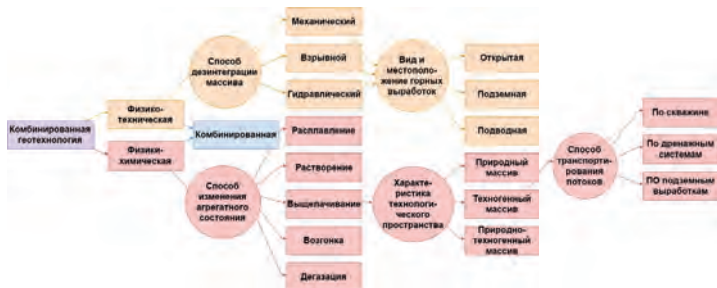 Комбинированная
геотехнология
Физико-
техническая
Физики-
химическая
Комбинированная
Способ
дезинтеграции
массива
Механический
Взрывной
Гидравлический
Вид и
местополо-
жение горных
выработок
Открытая
Подземная
Подводная
Способ
изменения
агрегатного
состояния
Расплавление
Растворение
Выщелачивание
Возгонка
Дегазация
Характе-
ристика
технологи-
ческого
пространства
Природный
массив
Техногенный
массив
Природно-
техногенный
массив
Способ
транспорти-
рования
потоков
По скважине
По дренажным
системам
ПО подземным
выработкам